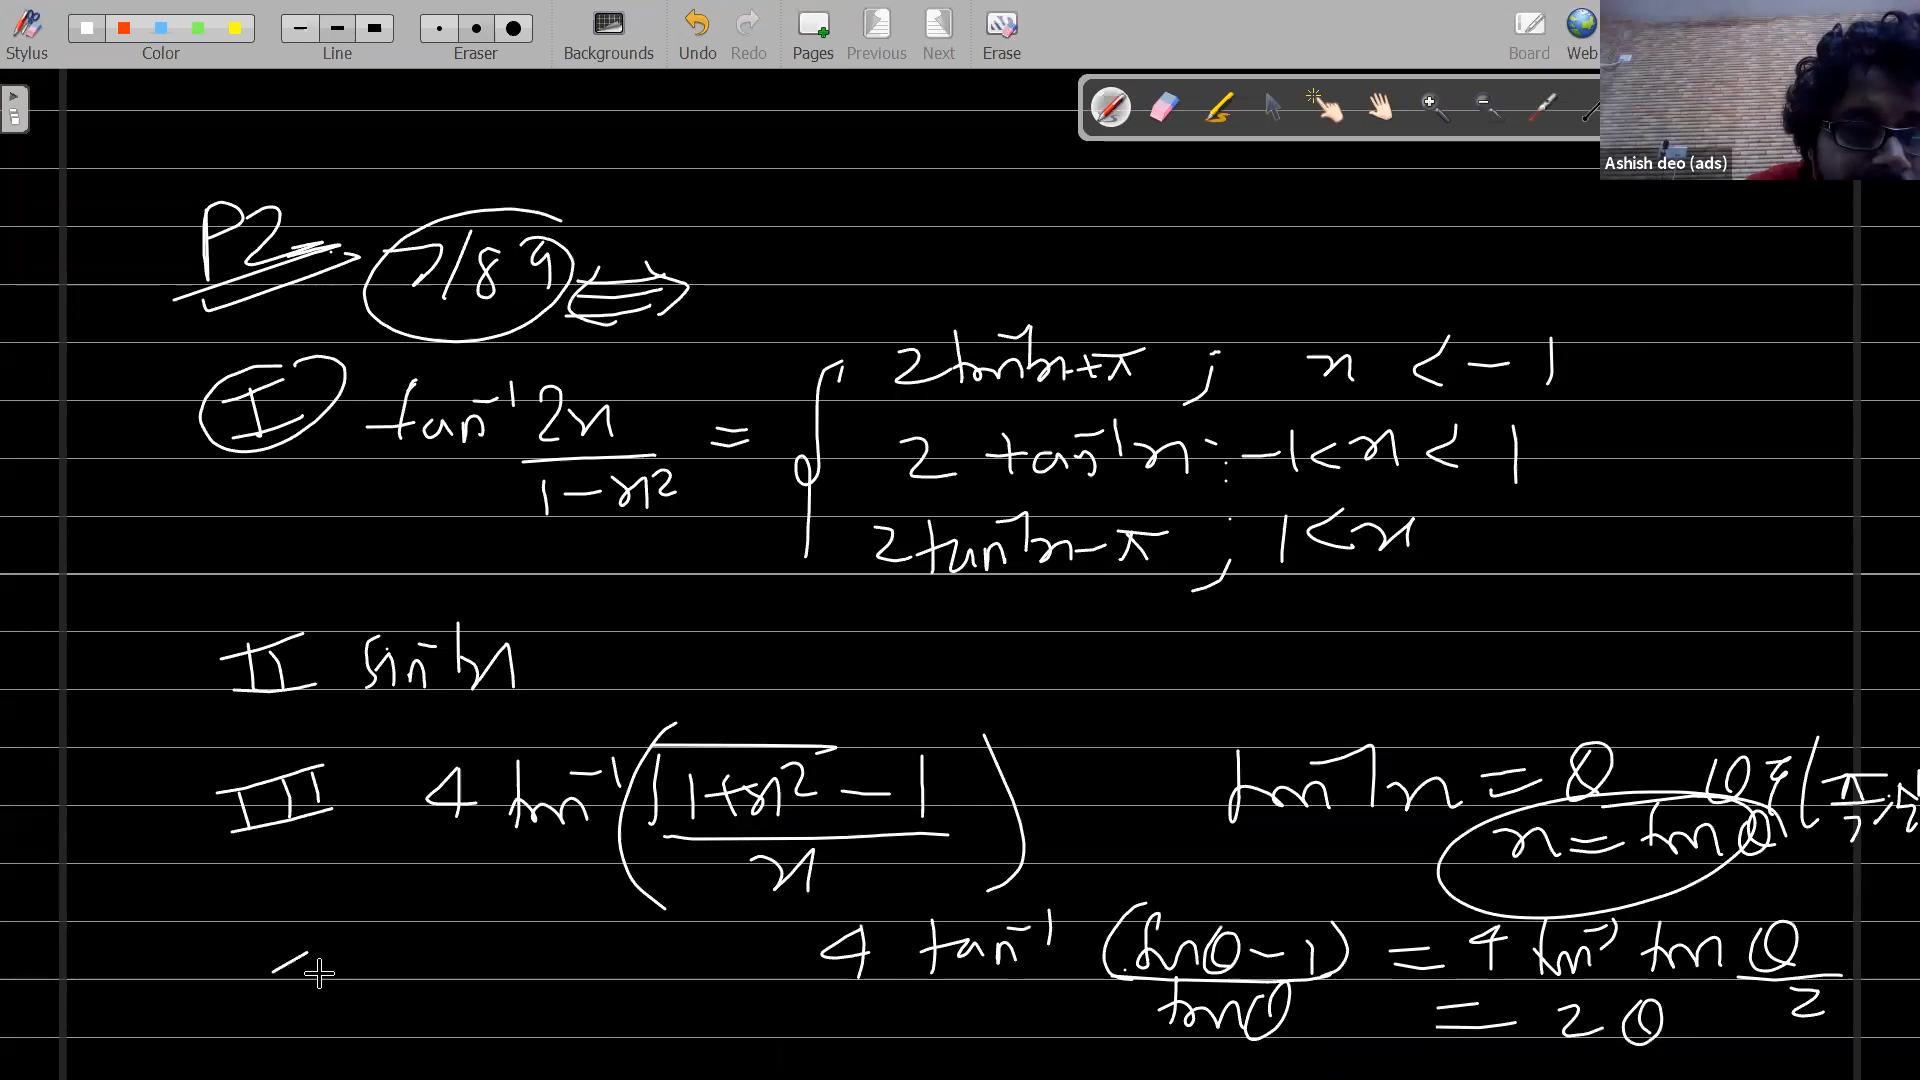 Stylus Color Line Eraser Backgrounds Undo Redo Pages Previous Next Erase Board Web
Ashish deo (ads)
P2 7/89
I tan⁻¹ 2x/(1-x²) = { 2tan⁻¹x+π ; x < -1
2 tan⁻¹x ; -1 < x < 1
2tan⁻¹x-π ; 1 < x
II sin⁻¹x
III 4 tan⁻¹(√(1+x²) - 1 / x) tan⁻¹x = θ
x = tanθ
4 tan⁻¹ (θ-1)/tanθ = 4 tan⁻¹ tan θ/2
= 2θ